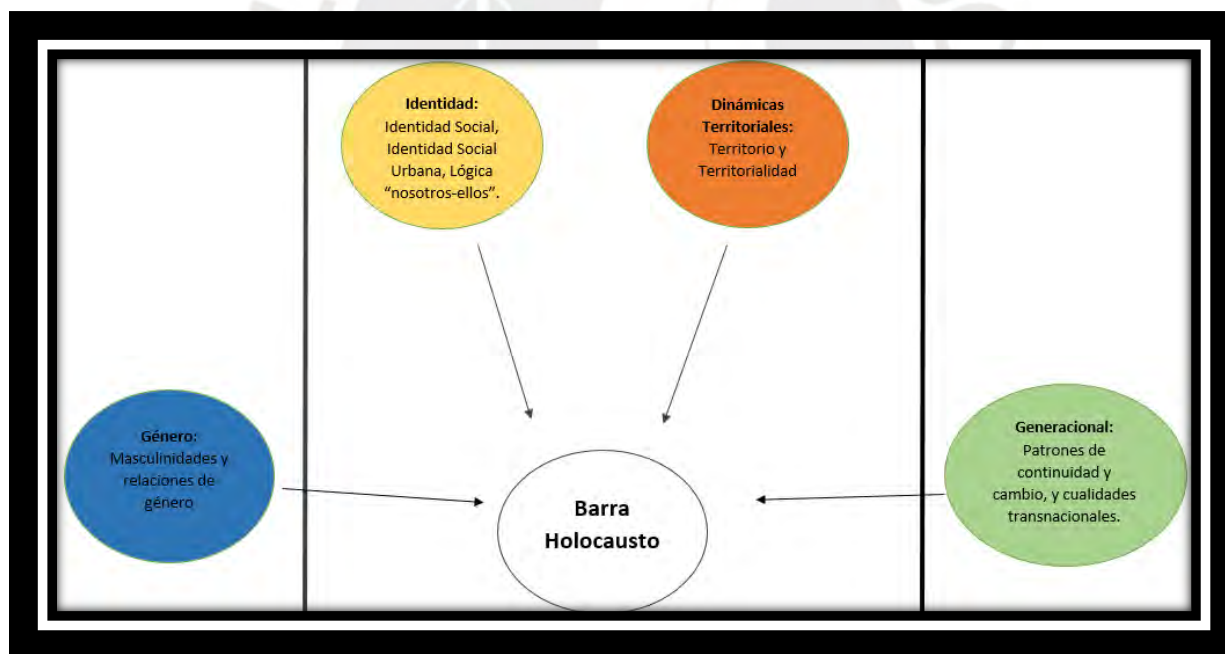 Identidad:
Identidad Social,
Identidad Social
Urbana, Lógica
“nosotros-ellos”.
Dinámicas
Territoriales:
Territorio y
Territorialidad
Género:
Masculinidades y
relaciones de
género
Generacional:
Patrones de
continuidad y
cambio, y cualidades
transnacionales.
Barra
Holocausto